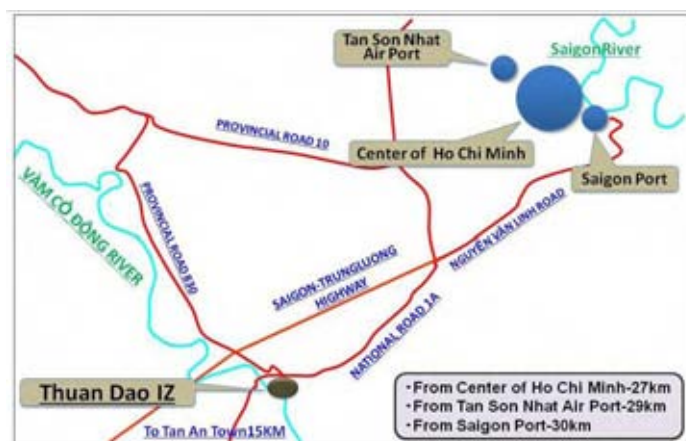 Tan Son Nhat
Air Port
SaigonRiver
PROVINCIAL ROAD 10
Center of Ho Chi Minh
Saigon Port
VÀM CỎ ĐÔNG RIVER
PROVINCIAL ROAD 830
SAIGON-TRUNGLUONG
HIGHWAY
NGUYỄN VĂN LINH ROAD
NATIONAL ROAD 1A
Thuan Dao IZ
To Tan An Town15KM
•From Center of Ho Chi Minh-27km
•From Tan Son Nhat Air Port-29km
•From Saigon Port-30km